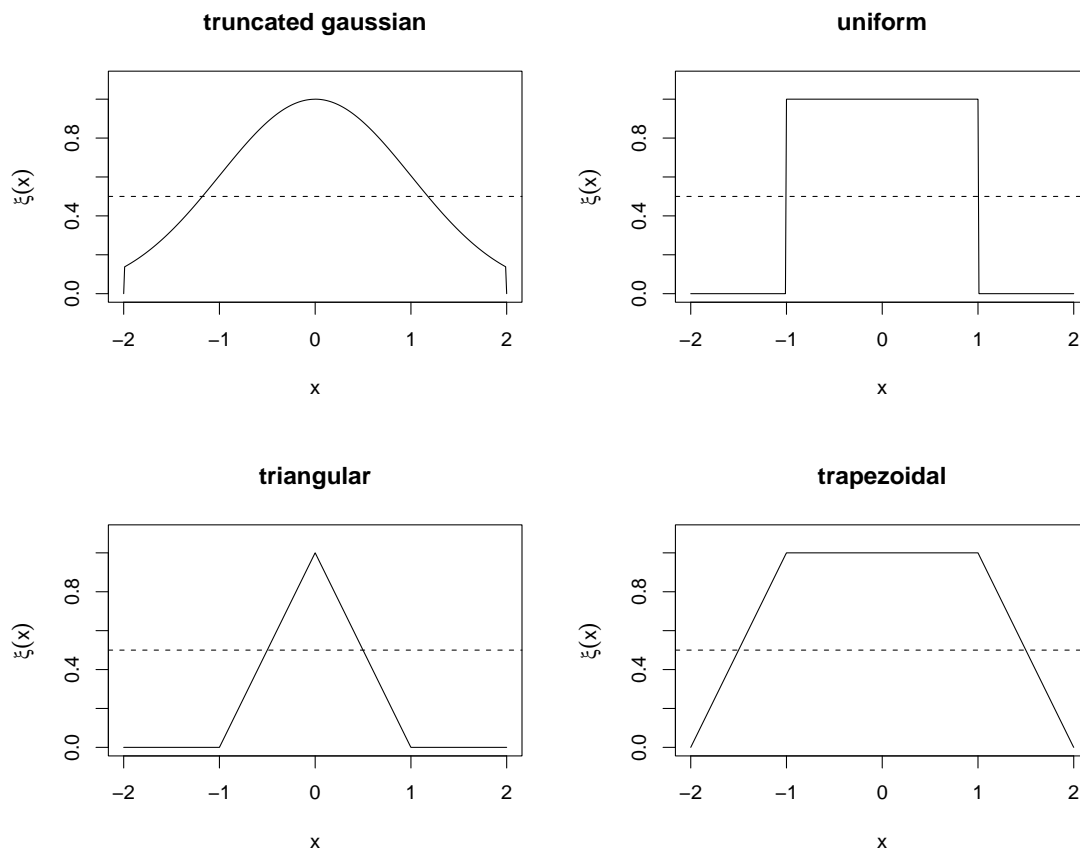 truncated gaussian
ξ(x)
0.0 0.4 0.8
−2 −1 0 1 2
x
uniform
ξ(x)
0.0 0.4 0.8
−2 −1 0 1 2
x
triangular
ξ(x)
0.0 0.4 0.8
−2 −1 0 1 2
x
trapezoidal
ξ(x)
0.0 0.4 0.8
−2 −1 0 1 2
x